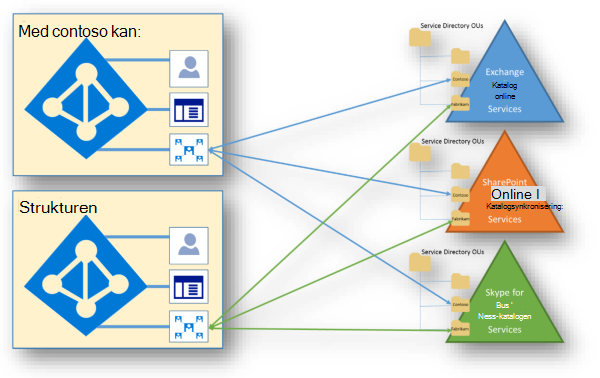 Med contoso kan:
Strukturen
Service Directory OUs
Contoso
Fabrikam
Exchange
Katalog
online
Services
Service Directory OUs
Contoso
Fabrikam
SharePoint
Online I
Katalogsynkronisering:
Services
Service Directory OUs
Contoso
Fabrikam
Skype for
Bus '
Ness-katalogen
Services